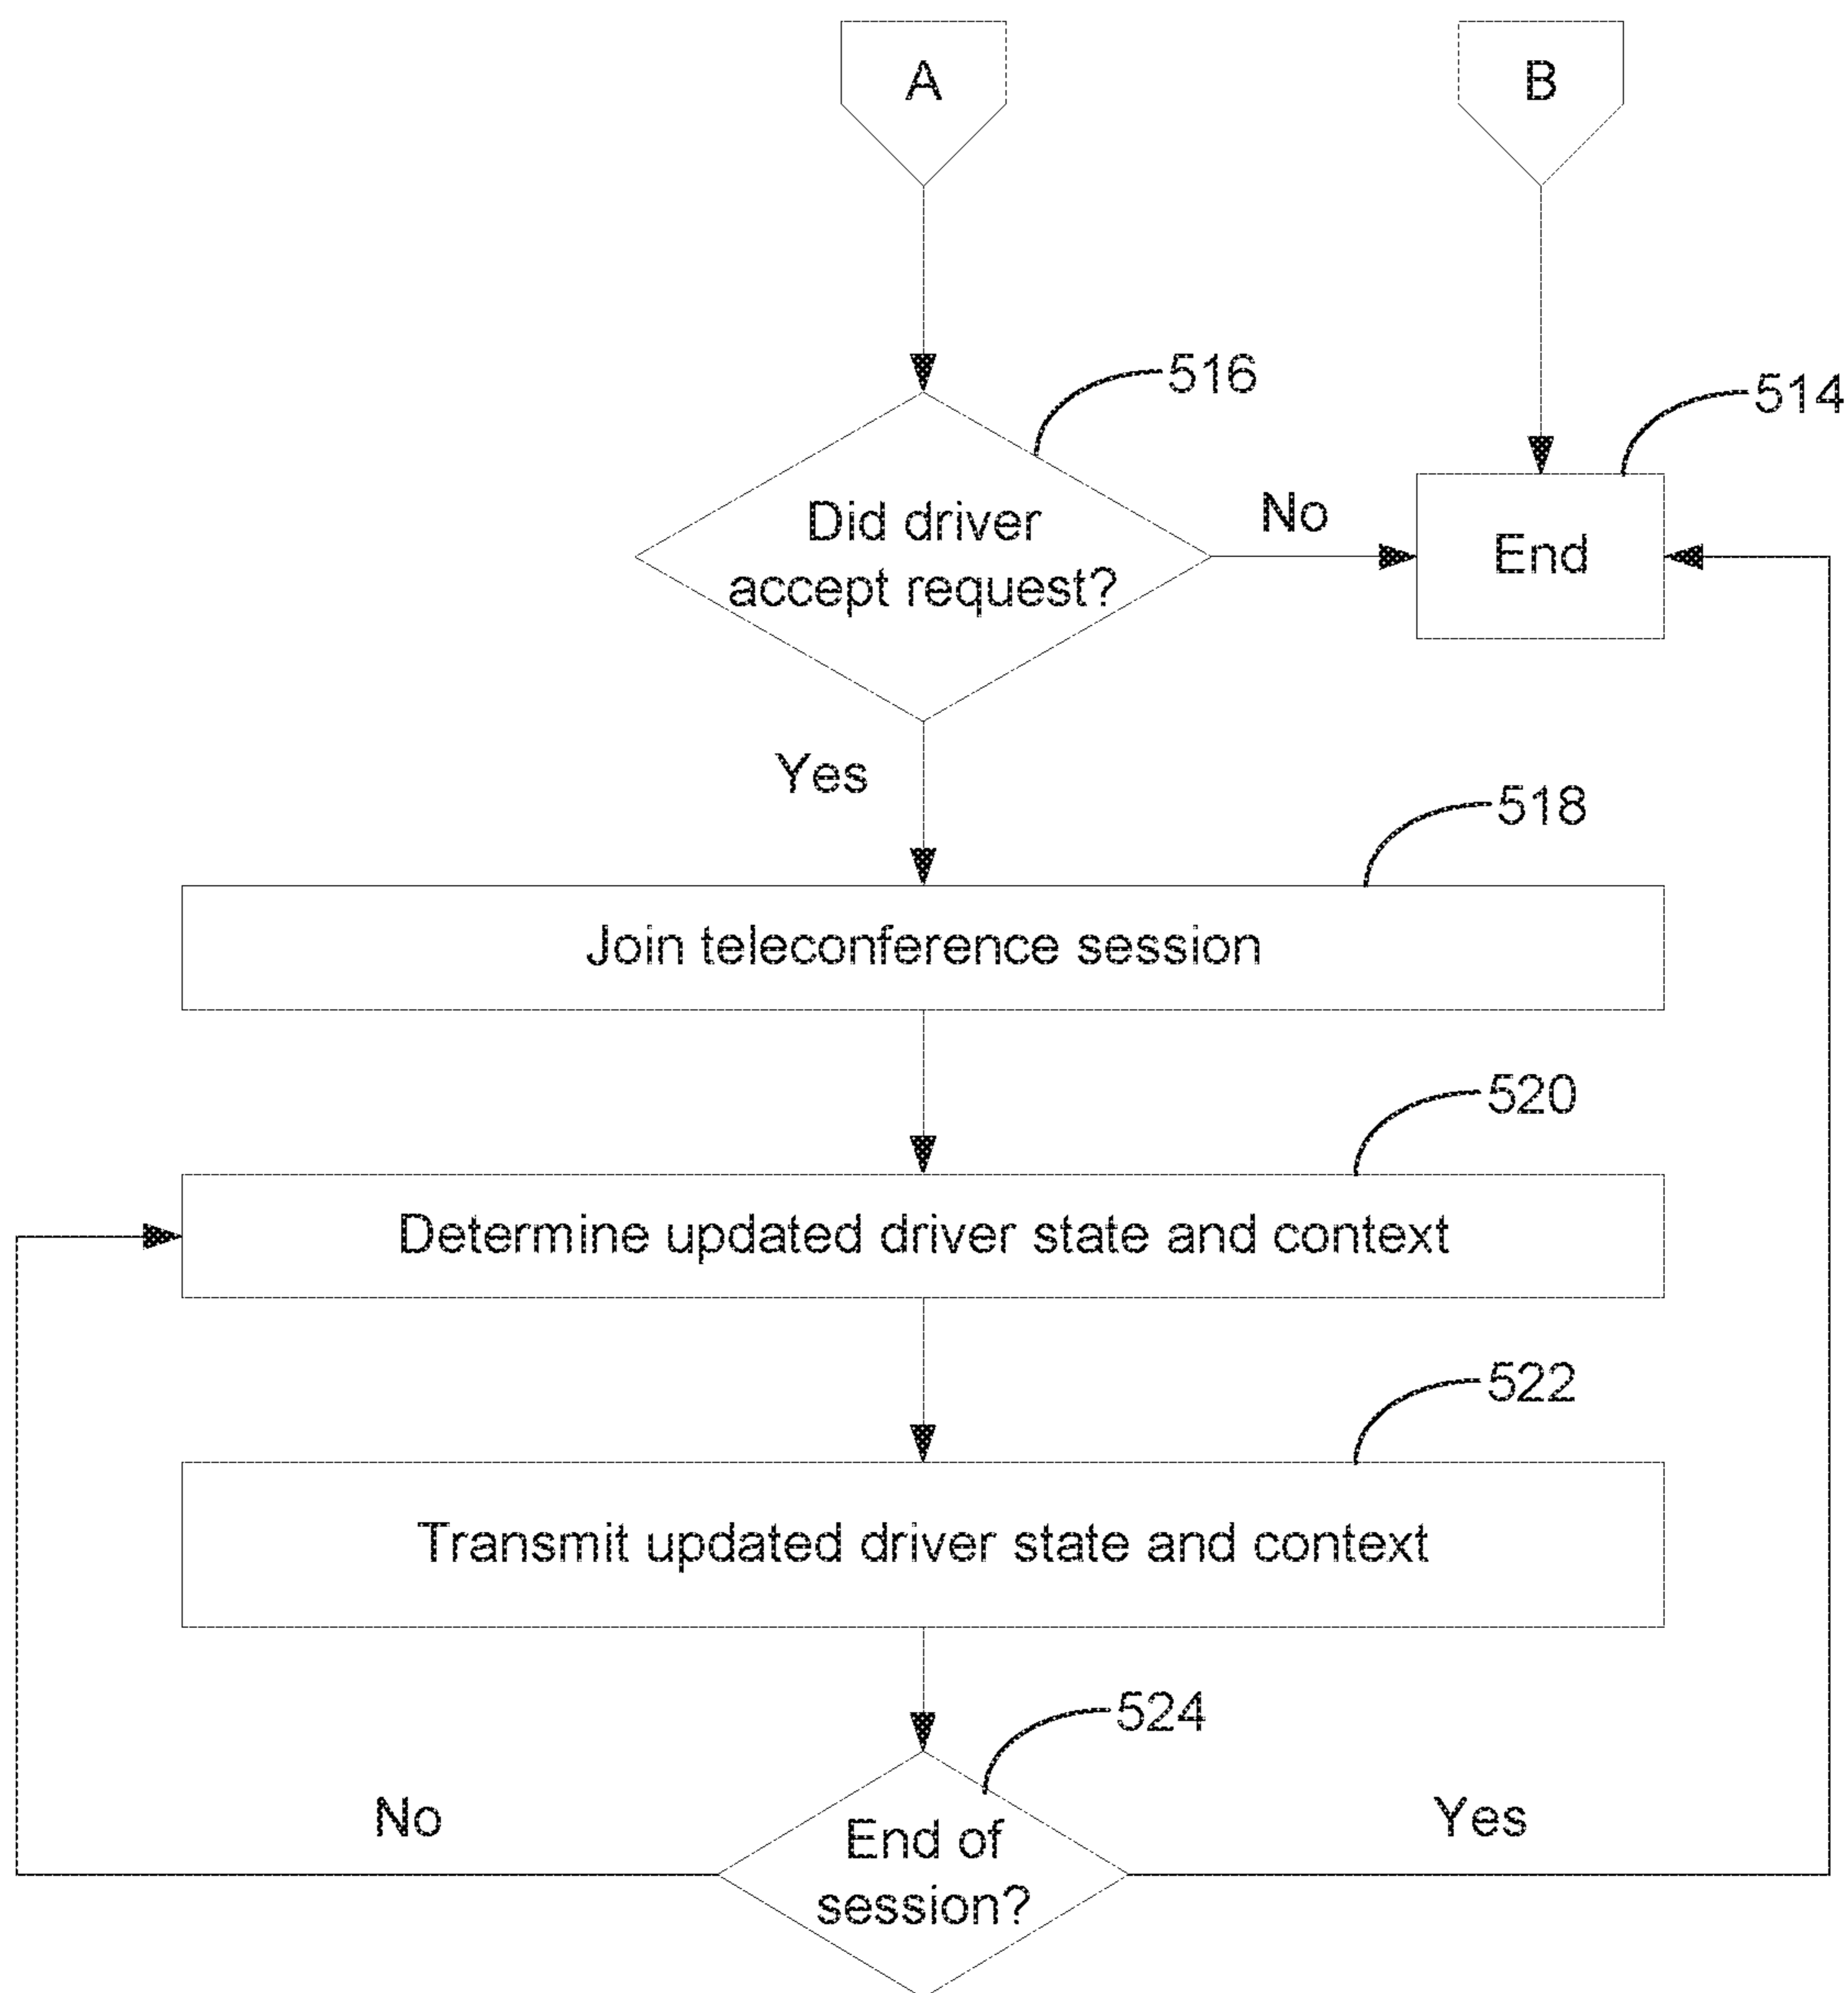 A
B
516
514
Did driver
accept request?
No
End
Yes
518
Join teleconference session
520
Determine updated driver state and context
522
Transmit updated driver state and context
524
No
End of
session?
Yes